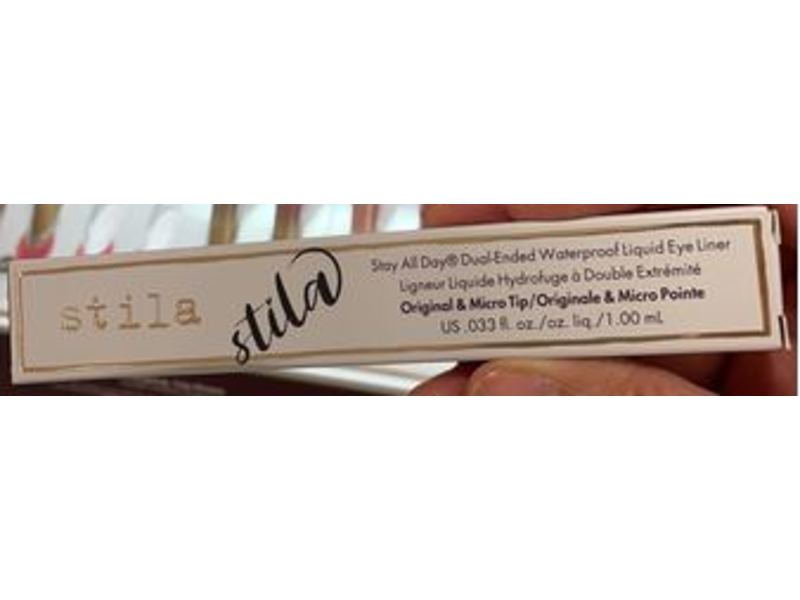 stila
stila
Stay All Day® Dual-Ended Waterproof Liquid Eye Liner
Ligneur Liquide Hydrofuge à Double Extrémité
Original & Micro Tip/Originale & Micro Pointe
US .033 fl. oz./oz. liq./1.00 mL